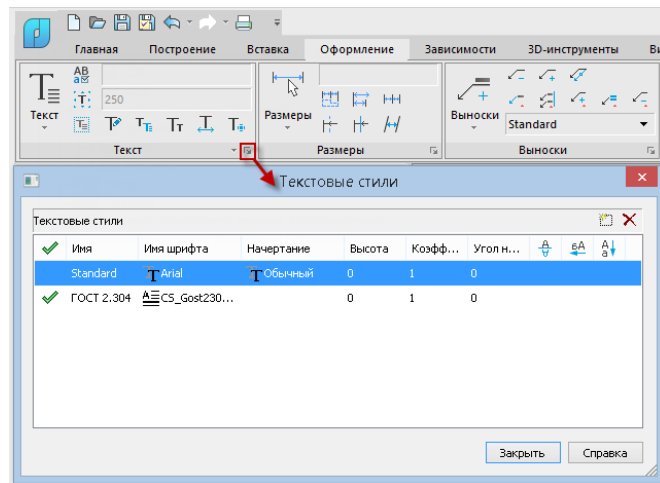 Главная Построение Вставка Оформление Зависимости 3D-инструменты Ви
Текст
250
Размеры
Выноски
Standard
Текст Размеры Выноски
Текстовые стили
Текстовые стили
Имя Имя шрифта Начертание Высота Коэфф... Угол н...
Standard Arial Обычный 0 1 0
ГОСТ 2.304 CS_Gost230... 0 1 0
Закрыть Справка